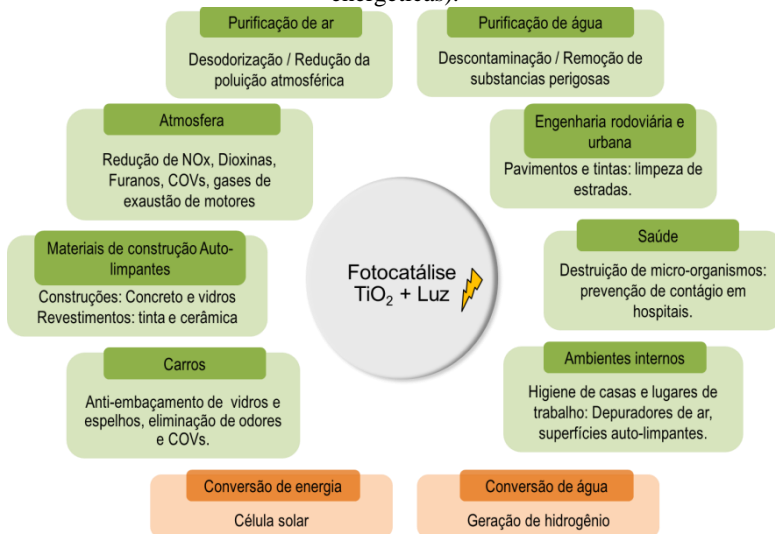 energéticas).
Purificação de ar
Desodorização / Redução da
poluição atmosférica
Purificação de água
Descontaminação / Remoção de
substancias perigosas
Atmosfera
Redução de NOx, Dioxinas,
Furanos, COVs, gases de
exaustão de motores
Engenharia rodoviária e
urbana
Pavimentos e tintas: limpeza de
estradas.
Materiais de construção Auto-
limpantes
Construções: Concreto e vidros
Revestimentos: tinta e cerâmica
Fotocatálise
TiO₂ + Luz
Saúde
Destruição de micro-organismos:
prevenção de contágio em
hospitais.
Carros
Anti-embaçamento de vidros e
espelhos, eliminação de odores
e COVs.
Ambientes internos
Higiene de casas e lugares de
trabalho: Depuradores de ar,
superfícies auto-limpantes.
Conversão de energia
Célula solar
Conversão de água
Geração de hidrogênio